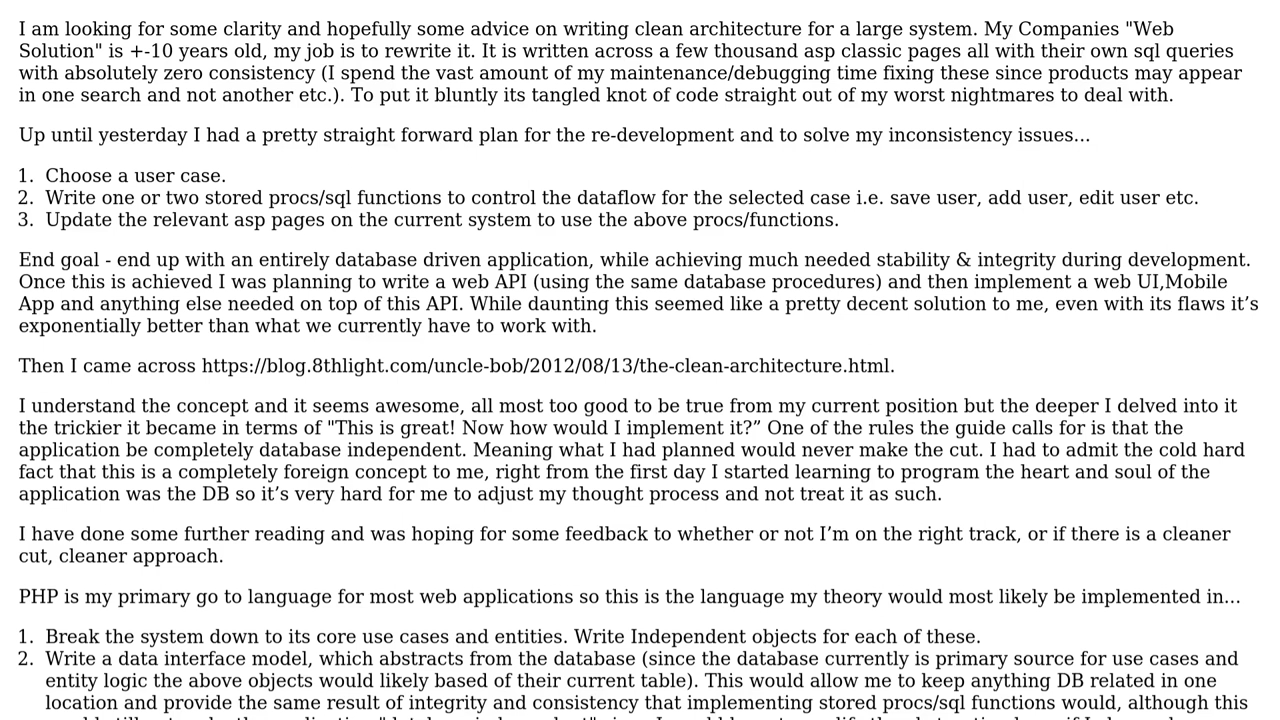 I am looking for some clarity and hopefully some advice on writing clean architecture for a large system. My Companies "Web
Solution" is +-10 years old, my job is to rewrite it. It is written across a few thousand asp classic pages all with their own sql queries
with absolutely zero consistency (I spend the vast amount of my maintenance/debugging time fixing these since products may appear
in one search and not another etc.). To put it bluntly its tangled knot of code straight out of my worst nightmares to deal with.
Up until yesterday I had a pretty straight forward plan for the re-development and to solve my inconsistency issues...
1. Choose a user case.
2. Write one or two stored procs/sql functions to control the dataflow for the selected case i.e. save user, add user, edit user etc.
3. Update the relevant asp pages on the current system to use the above procs/functions.
End goal - end up with an entirely database driven application, while achieving much needed stability & integrity during development.
Once this is achieved I was planning to write a web API (using the same database procedures) and then implement a web UI,Mobile
App and anything else needed on top of this API. While daunting this seemed like a pretty decent solution to me, even with its flaws it’s
exponentially better than what we currently have to work with.
Then I came across https://blog.8thlight.com/uncle-bob/2012/08/13/the-clean-architecture.html.
I understand the concept and it seems awesome, all most too good to be true from my current position but the deeper I delved into it
the trickier it became in terms of "This is great! Now how would I implement it?” One of the rules the guide calls for is that the
application be completely database independent. Meaning what I had planned would never make the cut. I had to admit the cold hard
fact that this is a completely foreign concept to me, right from the first day I started learning to program the heart and soul of the
application was the DB so it’s very hard for me to adjust my thought process and not treat it as such.
I have done some further reading and was hoping for some feedback to whether or not I’m on the right track, or if there is a cleaner
cut, cleaner approach.
PHP is my primary go to language for most web applications so this is the language my theory would most likely be implemented in...
1. Break the system down to its core use cases and entities. Write Independent objects for each of these.
2. Write a data interface model, which abstracts from the database (since the database currently is primary source for use cases and
entity logic the above objects would likely based of their current table). This would allow me to keep anything DB related in one
location and provide the same result of integrity and consistency that implementing stored procs/sql functions would, although this